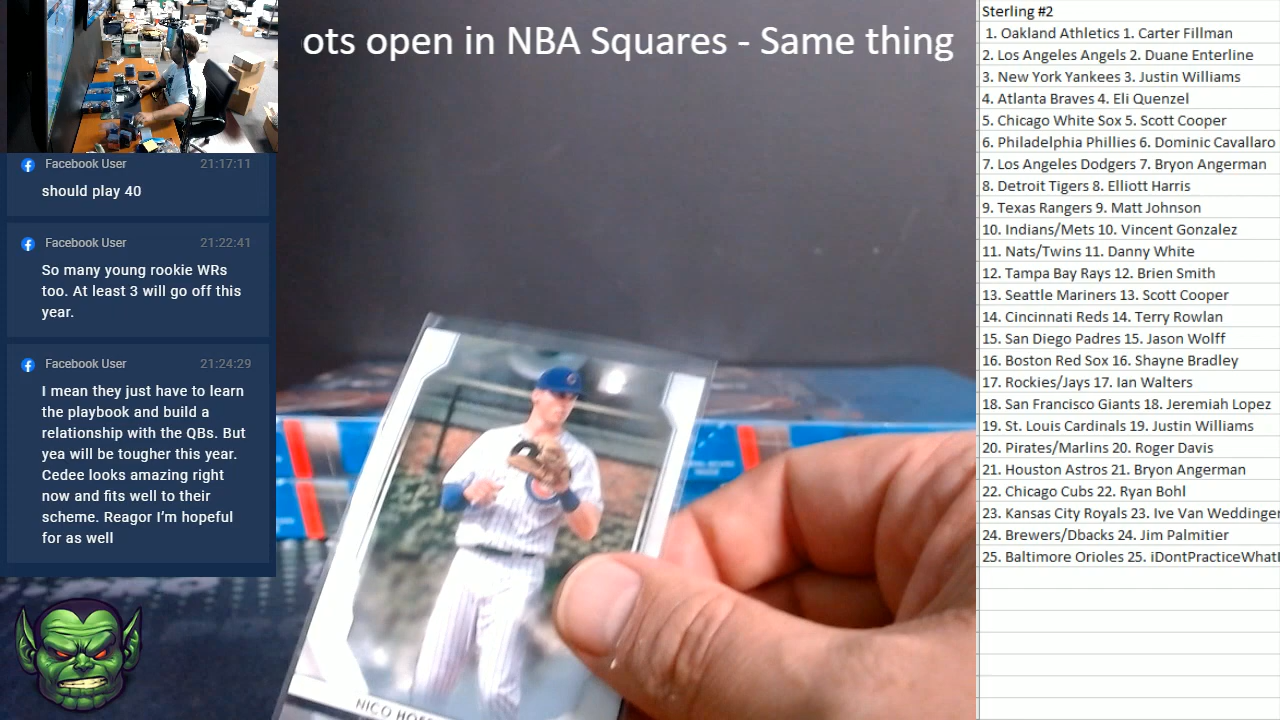 ots open in NBA Squares - Same thing
Facebook User 21:17:11
should play 40
Facebook User 21:22:41
So many young rookie WRs
too. At least 3 will go off this
year.
Facebook User 21:24:29
I mean they just have to learn
the playbook and build a
relationship with the QBs. But
yea will be tougher this year.
Cedee looks amazing right
now and fits well to their
scheme. Reagor I'm hopeful
for as well
NICO
Sterling #2
1. Oakland Athletics 1. Carter Fillman
2. Los Angeles Angels 2. Duane Enterline
3. New York Yankees 3. Justin Williams
4. Atlanta Braves 4. Eli Quenzel
5. Chicago White Sox 5. Scott Cooper
6. Philadelphia Phillies 6. Dominic Cavallaro
7. Los Angeles Dodgers 7. Bryon Angerman
8. Detroit Tigers 8. Elliott Harris
9. Texas Rangers 9. Matt Johnson
10. Indians/Mets 10. Vincent Gonzalez
11. Nats/Twins 11. Danny White
12. Tampa Bay Rays 12. Brien Smith
13. Seattle Mariners 13. Scott Cooper
14. Cincinnati Reds 14. Terry Rowlan
15. San Diego Padres 15. Jason Wolff
16. Boston Red Sox 16. Shayne Bradley
17. Rockies/Jays 17. Ian Walters
18. San Francisco Giants 18. Jeremiah Lopez
19. St. Louis Cardinals 19. Justin Williams
20. Pirates/Marlins 20. Roger Davis
21. Houston Astros 21. Bryon Angerman
22. Chicago Cubs 22. Ryan Bohl
23. Kansas City Royals 23. Ive Van Weddinger
24. Brewers/Dbacks 24. Jim Palmitier
25. Baltimore Orioles 25. iDontPracticeWhatI